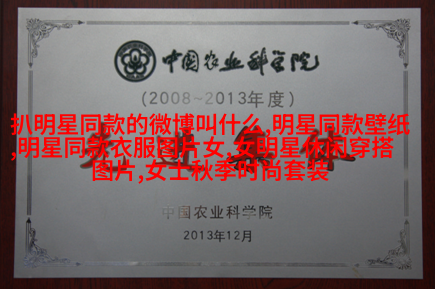 中国农业科学院
(2008~2013年度)
扒明星同款的微博叫什么,明星同款壁纸
,明星同款衣服图片女,女明星休闲穿搭
图片,女士秋季时尚套装
中国农业科学院
2013年12月